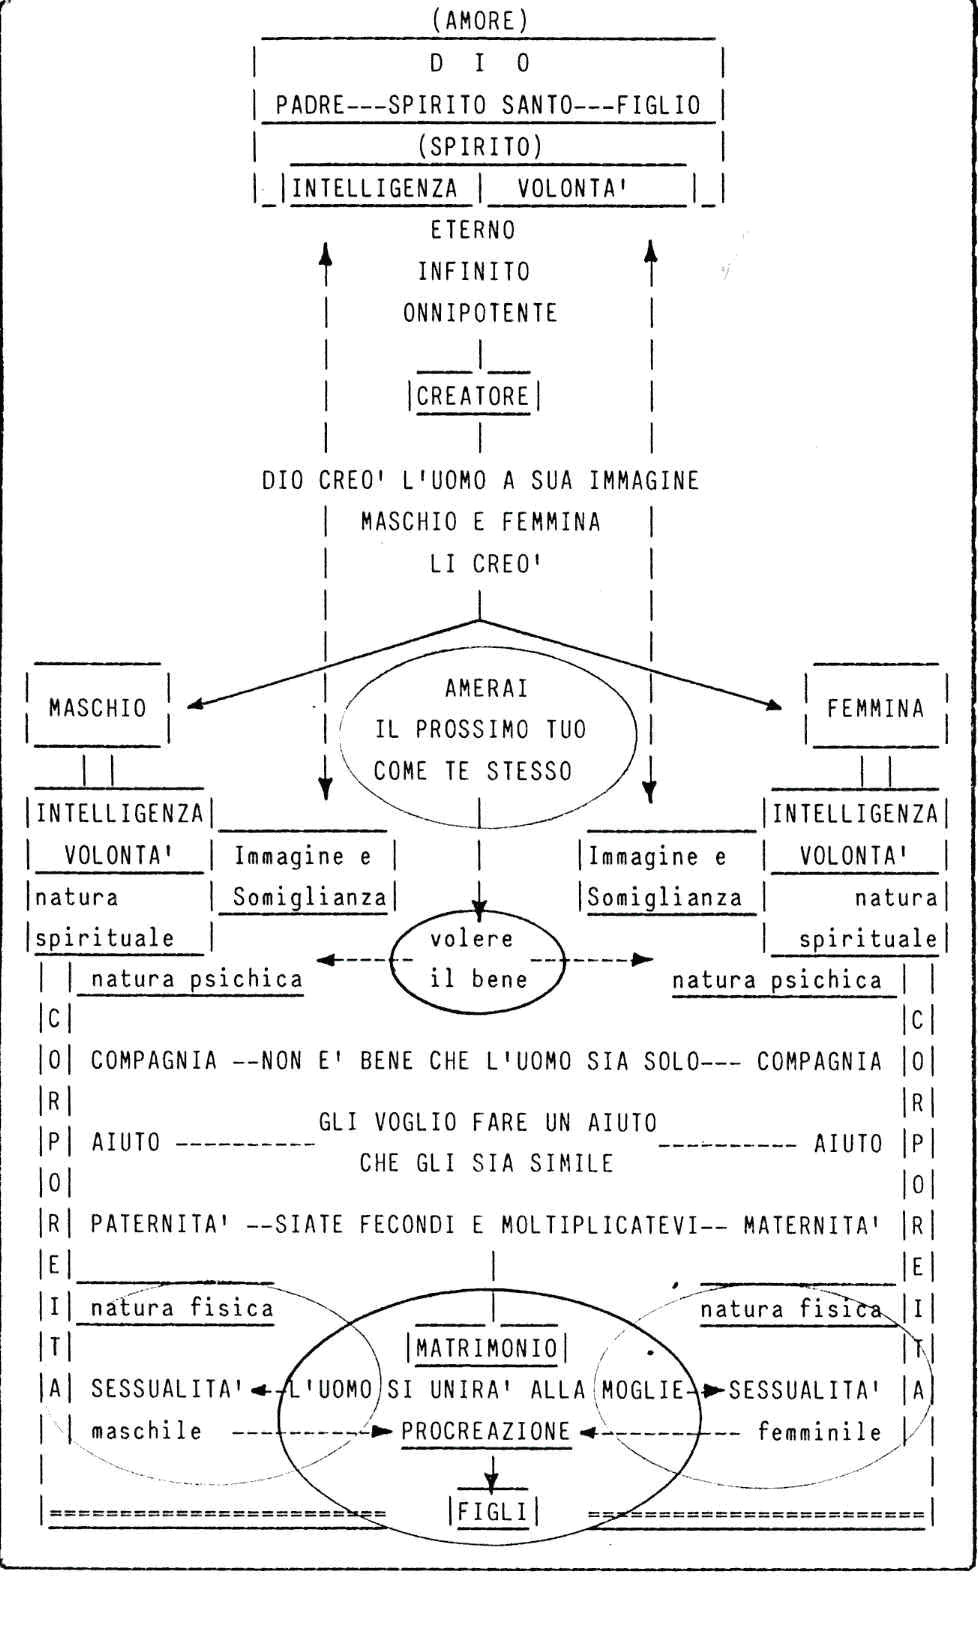 (AMORE)
D I O
PADRE---SPIRITO SANTO---FIGLIO
(SPIRITO)
INTELLIGENZA VOLONTA'
ETERNO
INFINITO
ONNIPOTENTE
CREATORE
DIO CREO' L'UOMO A SUA IMMAGINE
MASCHIO E FEMMINA
LI CREO'
AMERAI
MASCHIO IL PROSSIMO TUO FEMMINA
COME TE STESSO
INTELLIGENZA INTELLIGENZA
VOLONTA' Immagine e Immagine e VOLONTA'
natura Somiglianza Somiglianza natura
spirituale volere spirituale
natura psichica il bene natura psichica
C C
O COMPAGNIA --NON E' BENE CHE L'UOMO SIA SOLO--- COMPAGNIA O
R R
GLI VOGLIO FARE UN AIUTO
P AIUTO ---------- ---------- AIUTO P
CHE GLI SIA SIMILE
O O
R PATERNITA' --SIATE FECONDI E MOLTIPLICATEVI-- MATERNITA' R
E E
I natura fisica natura fisica I
T MATRIMONIO T
A SESSUALITA' L'UOMO SI UNIRA' ALLA MOGLIE SESSUALITA' A
maschile PROCREAZIONE femminile
FIGLI